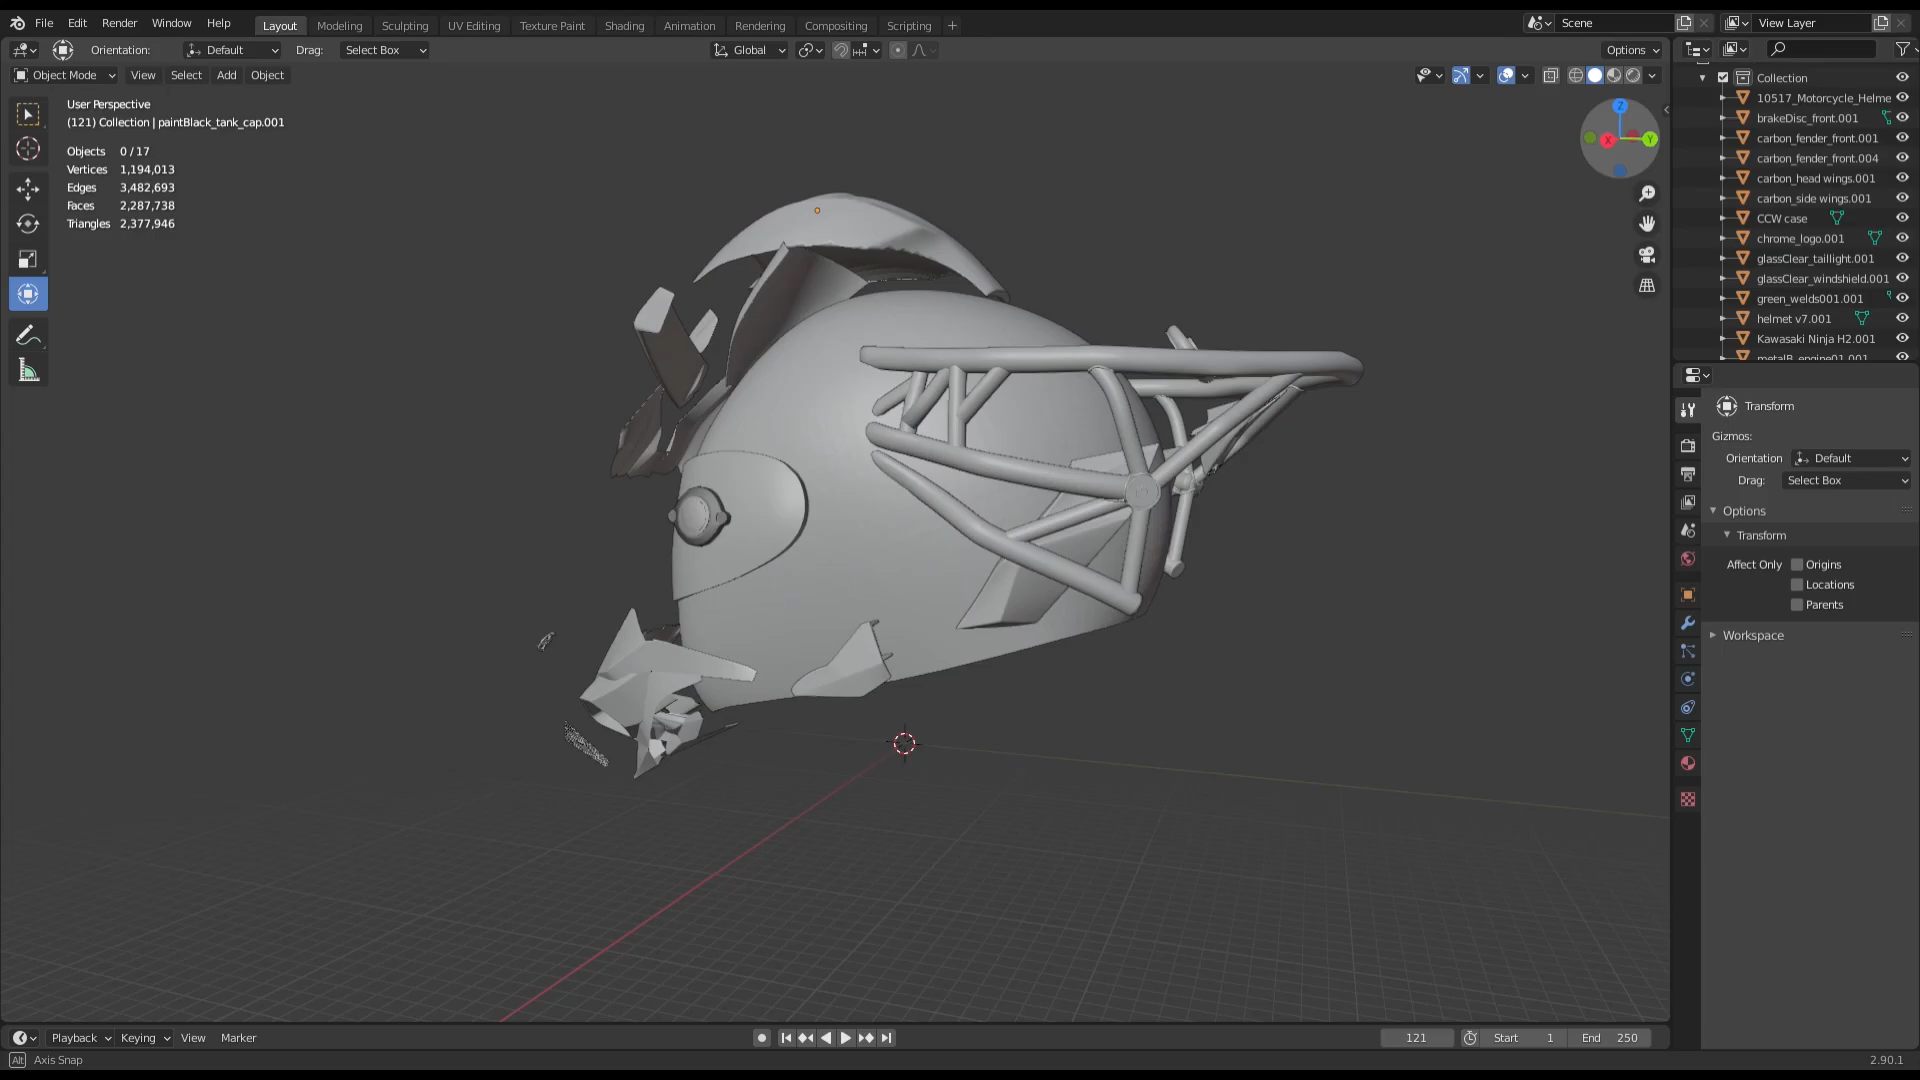 File Edit Render Window Help Layout Modeling Sculpting UV Editing Texture Paint Shading Animation Rendering Compositing Scripting + Scene View Layer
Orientation: Default Drag: Select Box Global Options
Object Mode View Select Add Object
User Perspective
(121) Collection | paintBlack_tank_cap.001
Objects 0/17
Vertices 1,194,013
Edges 3,482,693
Faces 2,287,738
Triangles 2,377,946
Z
X
Y
Collection
10517_Motorcycle_Helme
brakeDisc_front.001
carbon_fender_front.001
carbon_fender_front.004
carbon_head wings.001
carbon_side wings.001
CCW case
chrome_logo.001
glassClear_taillight.001
glassClear_windshield.001
green_welds001.001
helmet v7.001
Kawasaki Ninja H2.001
metalB_engine01.001
Transform
Gizmos:
Orientation Default
Drag: Select Box
Options
Transform
Affect Only Origins
Locations
Parents
Workspace
Playback Keying View Marker 121 Start 1 End 250
Alt Axis Snap 2.90.1